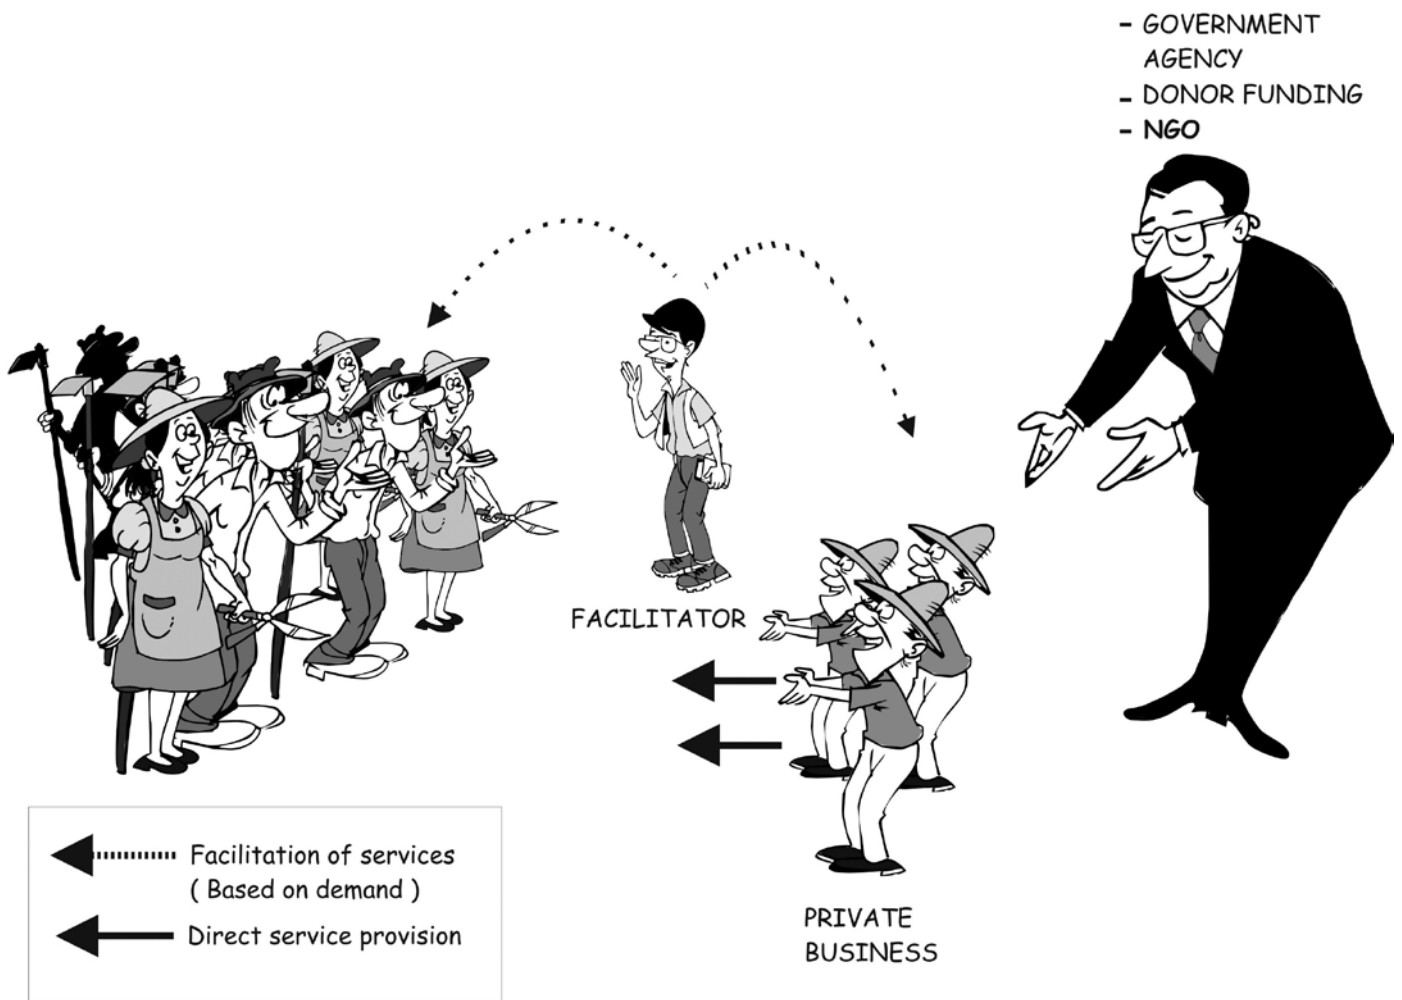 - GOVERNMENT
AGENCY
- DONOR FUNDING
- NGO
FACILITATOR
PRIVATE
BUSINESS
Facilitation of services
( Based on demand )
Direct service provision